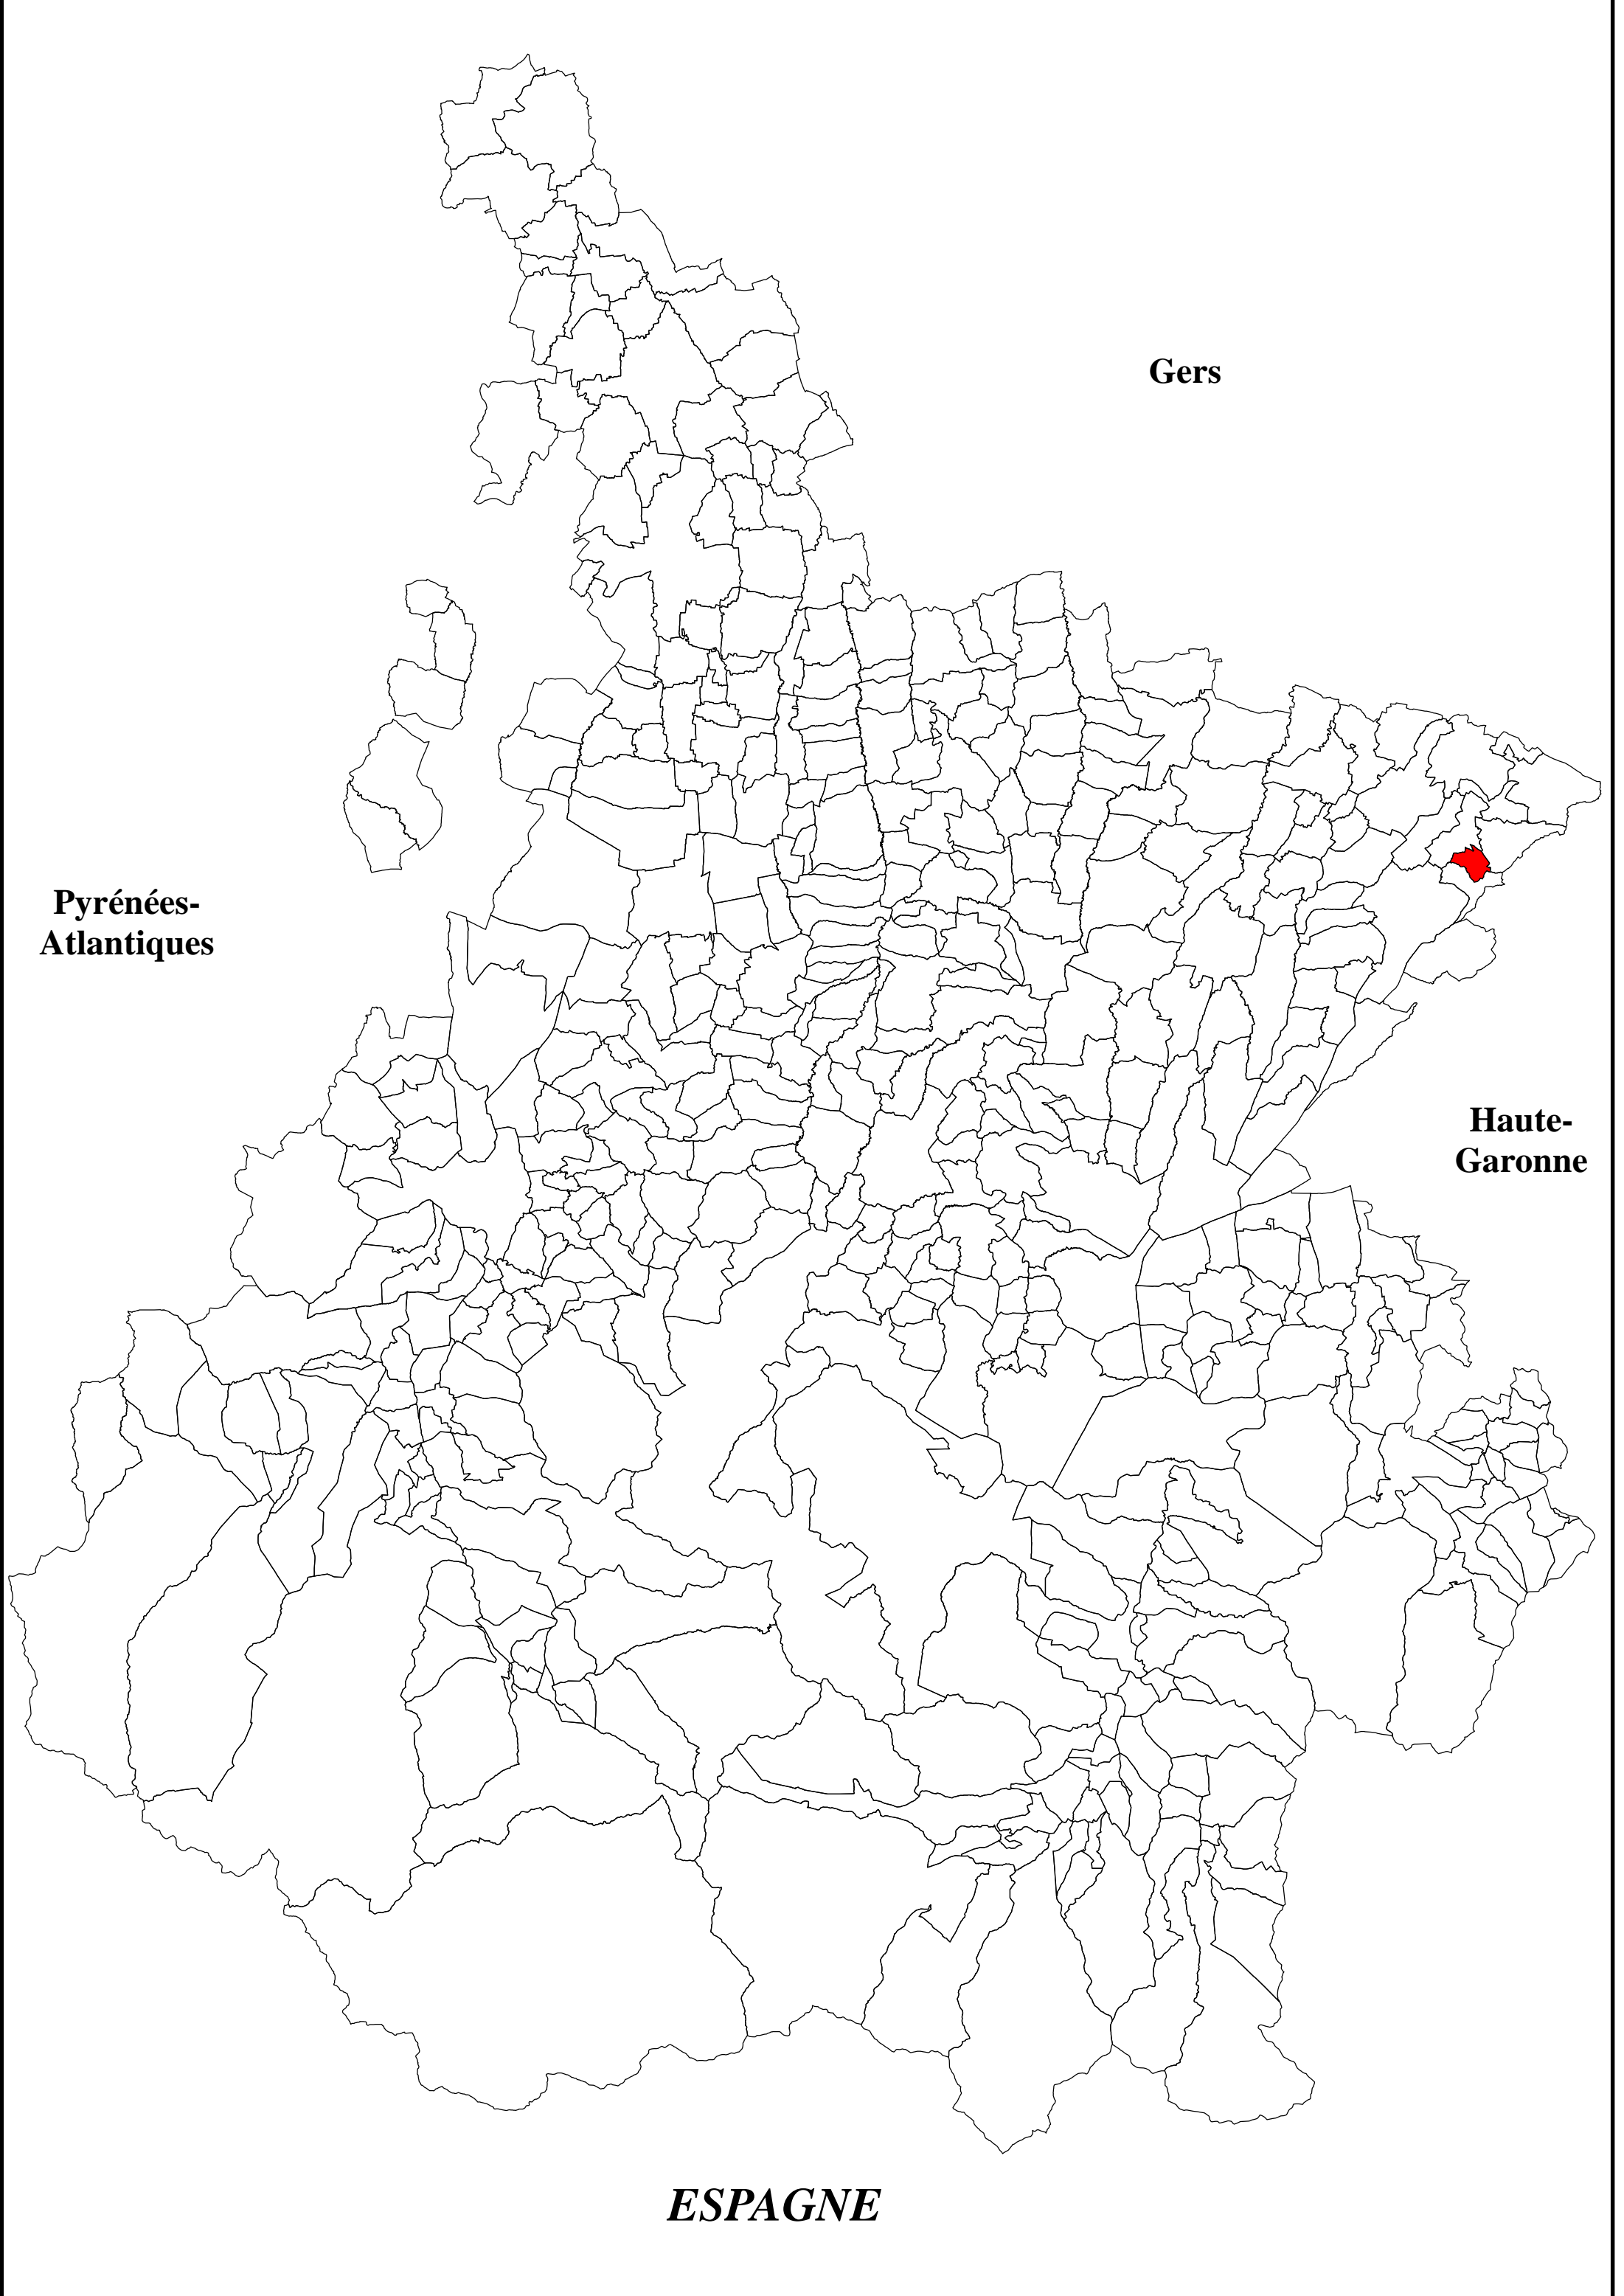 Gers
Pyrénées-
Atlantiques
Haute-
Garonne
ESPAGNE